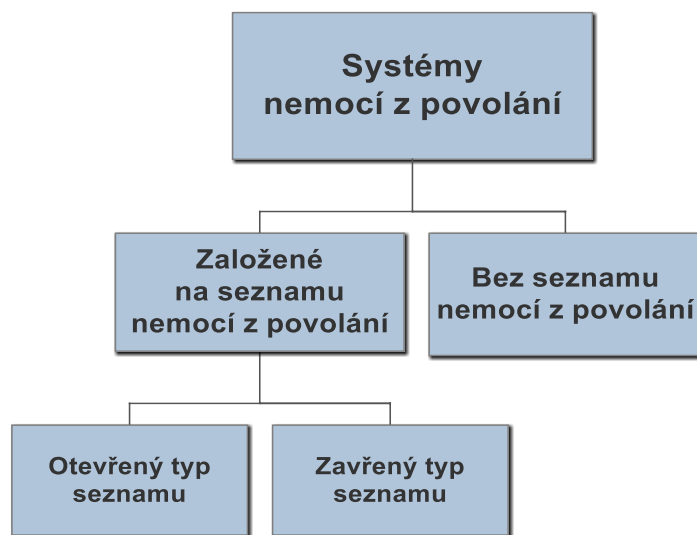 Systémy
nemocí z povolání
Založené
na seznamu
nemocí z povolání
Bez seznamu
nemocí z povolání
Otevřený typ
seznamu
Zavřený typ
seznamu